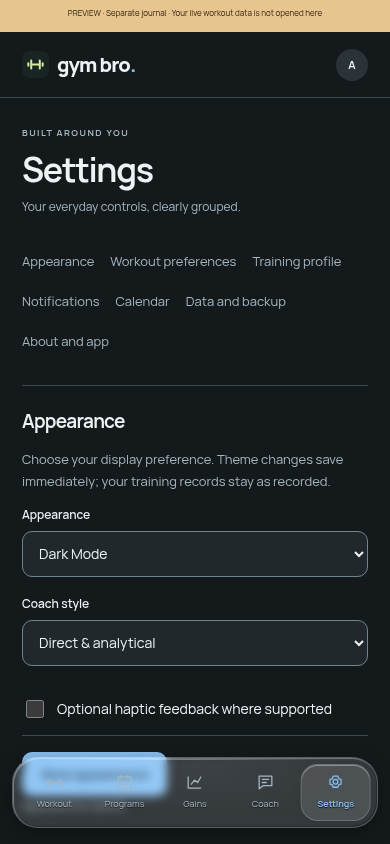 PREVIEW · Separate journal · Your live workout data is not opened here
gym bro.
A
BUILT AROUND YOU
Settings
Your everyday controls, clearly grouped.
Appearance Workout preferences Training profile
Notifications Calendar Data and backup
About and app
Appearance
Choose your display preference. Theme changes save
immediately; your training records stay as recorded.
Appearance
Dark Mode
Coach style
Direct & analytical
Optional haptic feedback where supported
Workout Programs Gains Coach Settings